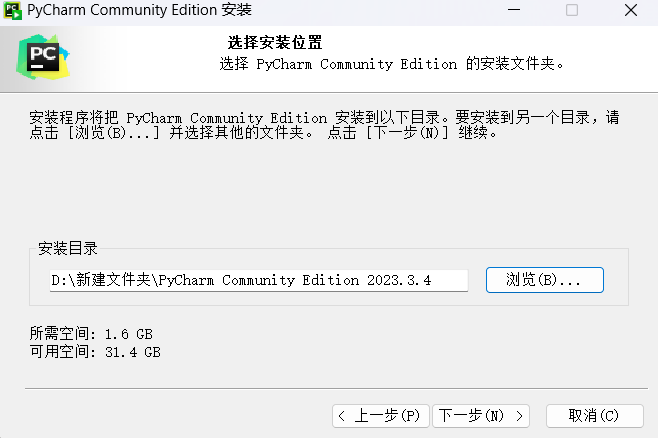 PyCharm Community Edition 安装
PC
选择安装位置
选择 PyCharm Community Edition 的安装文件夹。
安装程序将把 PyCharm Community Edition 安装到以下目录。要安装到另一个目录，请
点击 [浏览(B)...] 并选择其他的文件夹。 点击 [下一步(N)] 继续。
安装目录
D:\新建文件夹\PyCharm Community Edition 2023.3.4
浏览(B)...
所需空间: 1.6 GB
可用空间: 31.4 GB
< 上一步(P)
下一步(N) >
取消(C)